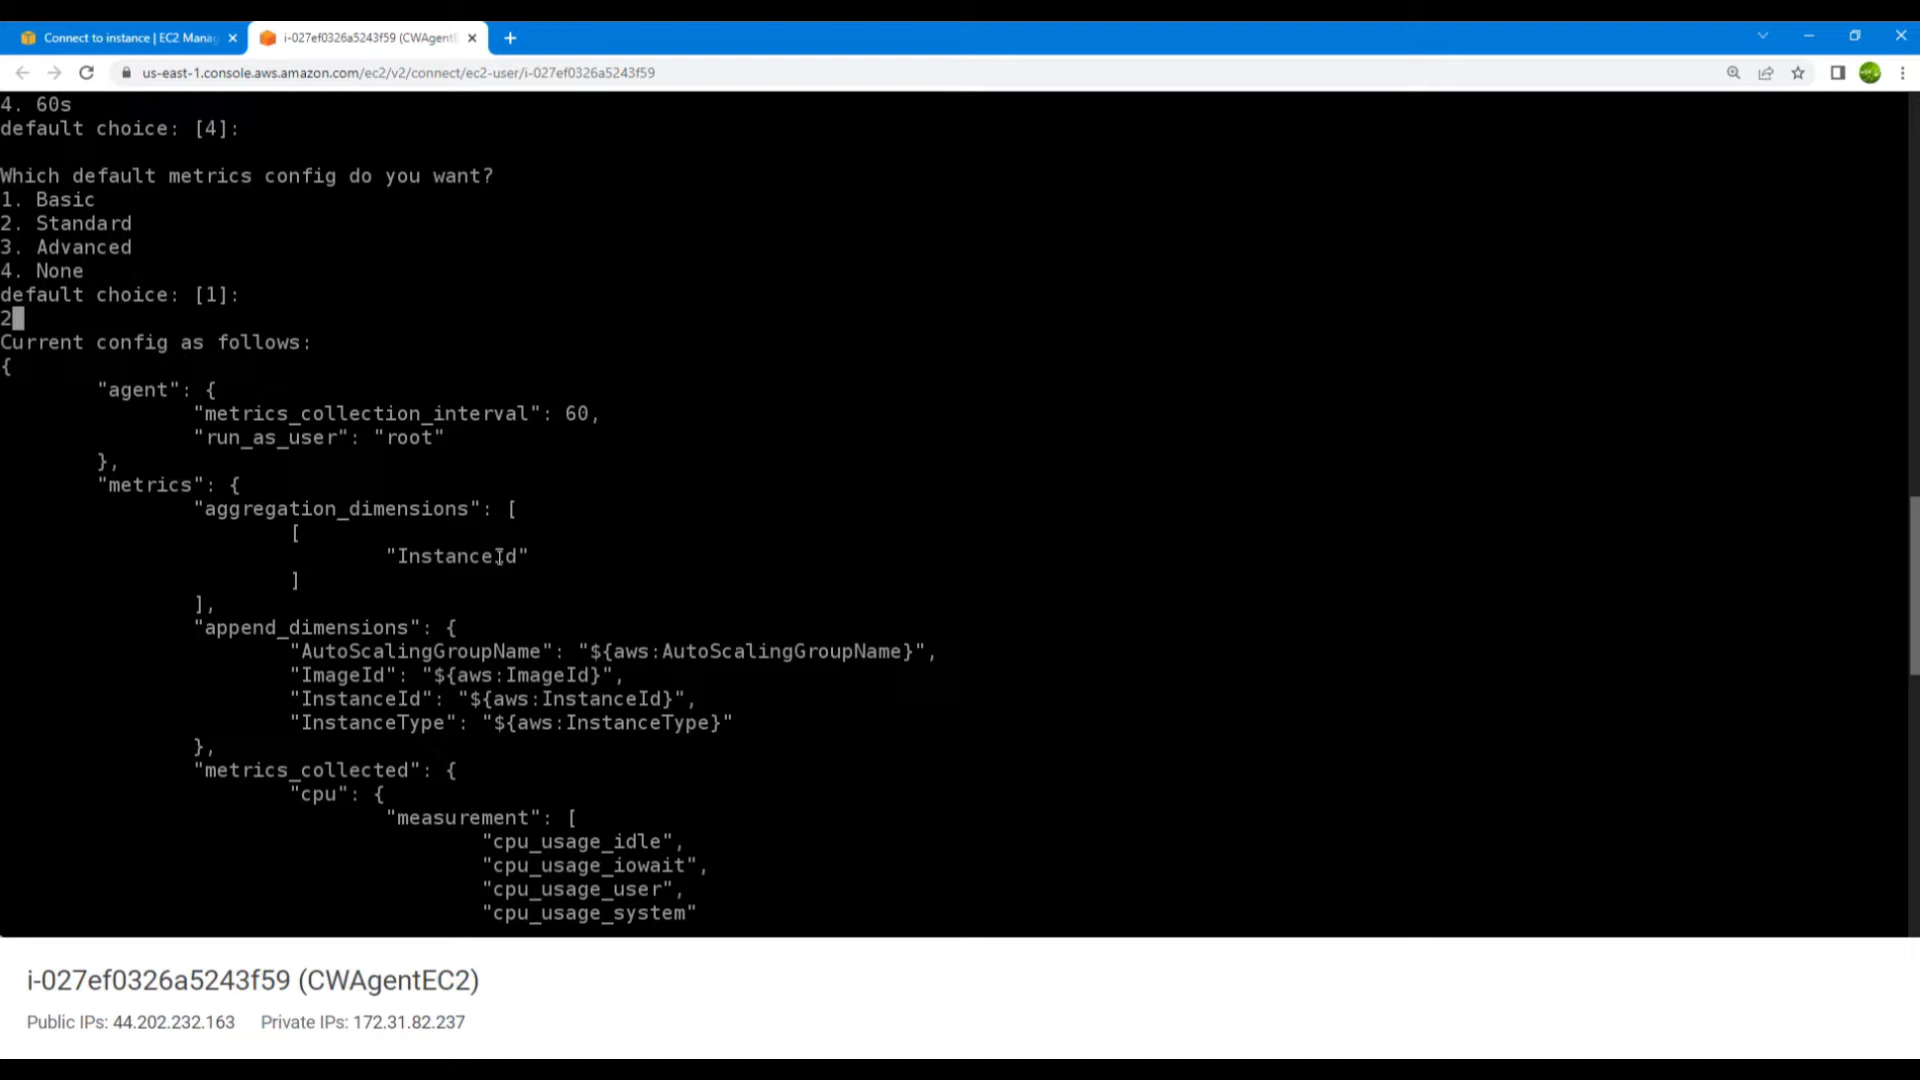 Connect to instance | EC2 Mana
i-027ef0326a5243f59 (CWAgentE
us-east-1.console.aws.amazon.com/ec2/v2/connect/ec2-user/i-027ef0326a5243f59
4. 60s
default choice: [4]:
Which default metrics config do you want?
1. Basic
2. Standard
3. Advanced
4. None
default choice: [1]:
2
Current config as follows:
{
"agent": {
"metrics_collection_interval": 60,
"run_as_user": "root"
},
"metrics": {
"aggregation_dimensions": [
[
"InstanceId"
]
],
"append_dimensions": {
"AutoScalingGroupName": "${aws:AutoScalingGroupName}",
"ImageId": "${aws:ImageId}",
"InstanceId": "${aws:InstanceId}",
"InstanceType": "${aws:InstanceType}"
},
"metrics_collected": {
"cpu": {
"measurement": [
"cpu_usage_idle",
"cpu_usage_iowait",
"cpu_usage_user",
"cpu_usage_system"
i-027ef0326a5243f59 (CWAgentEC2)
Public IPs: 44.202.232.163 Private IPs: 172.31.82.237